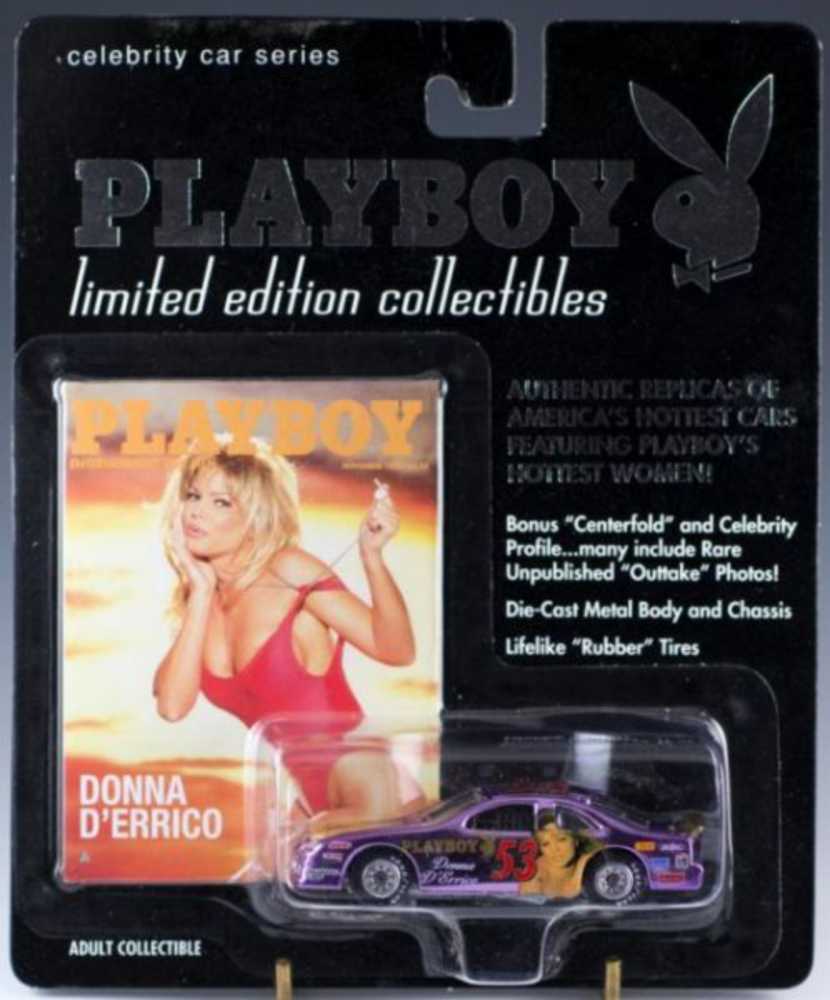 celebrity car series
PLAYBOY
limited edition collectibles
AUTHENTIC REPLICAS OF
AMERICA'S HOTTEST CARS
FEATURING PLAYBOY'S
HOTTEST WOMEN!
PLAYBOY
ENTERTAINMENT
Bonus "Centerfold" and Celebrity
Profile...many include Rare
Unpublished "Outtake" Photos!
Die-Cast Metal Body and Chassis
Lifelike "Rubber" Tires
DONNA
D'ERRICO
PLAYBOY
53
Donna
D'Errico
ADULT COLLECTIBLE